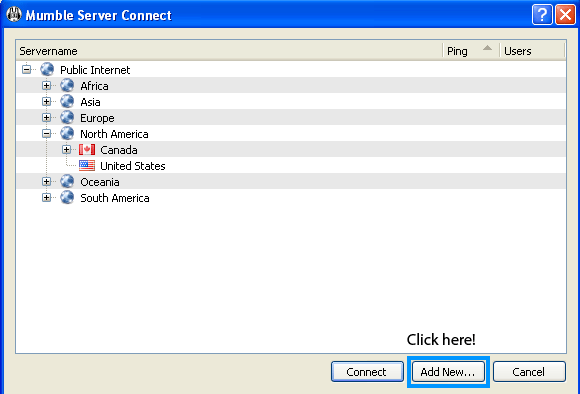 Mumble Server Connect
Servername Ping Users
Public Internet
Africa
Asia
Europe
North America
Canada
United States
Oceania
South America
Click here!
Connect Add New... Cancel